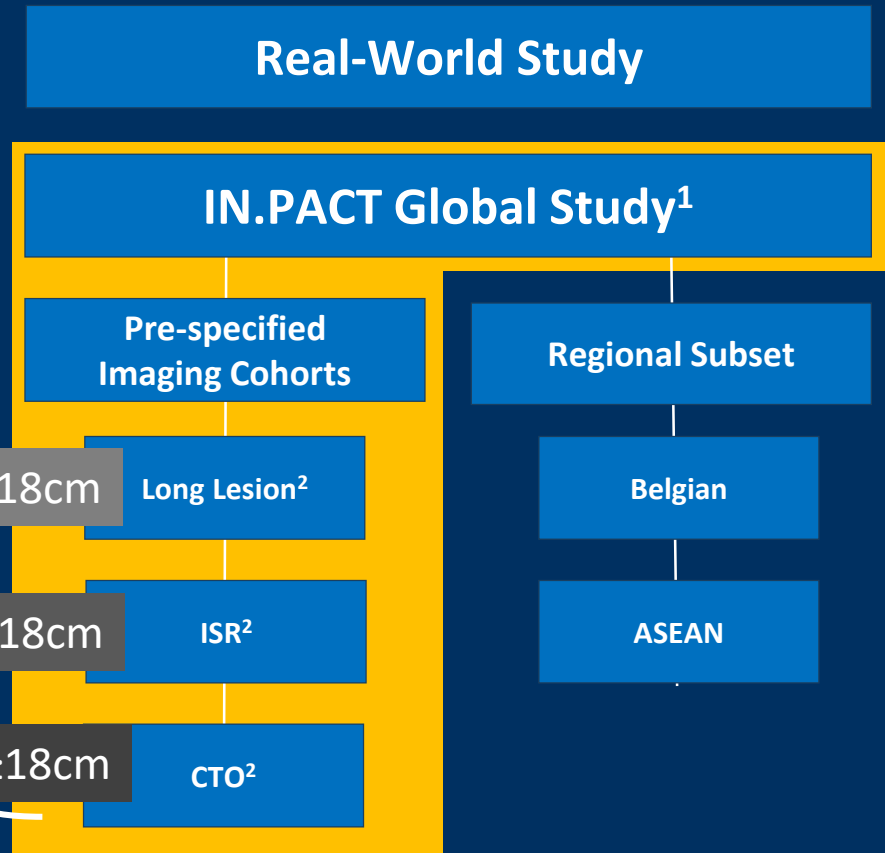 Real-World Study
IN.PACT Global Study¹
Pre-specified
Imaging Cohorts
Regional Subset
18cm
Long Lesion²
Belgian
18cm
ISR²
ASEAN
18cm
CTO²